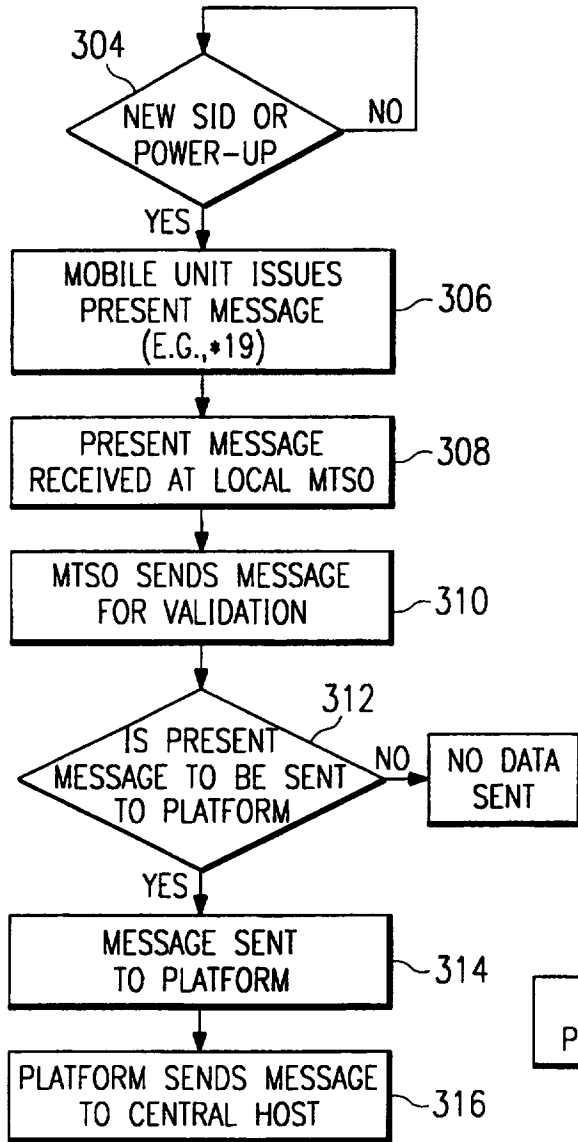 304
NEW SID OR
POWER-UP
NO
YES
MOBILE UNIT ISSUES
PRESENT MESSAGE
(E.G.,*19)
306
PRESENT MESSAGE
RECEIVED AT LOCAL MTSO
308
MTSO SENDS MESSAGE
FOR VALIDATION
310
312
IS PRESENT
MESSAGE TO BE SENT
TO PLATFORM
NO
NO DATA
SENT
YES
MESSAGE SENT
TO PLATFORM
314
P
PLATFORM SENDS MESSAGE
TO CENTRAL HOST
316